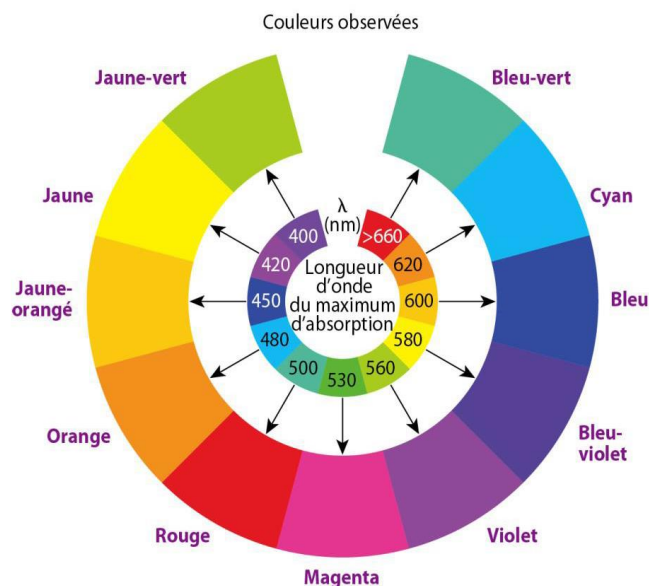 Couleurs observées
Jaune-vert
Bleu-vert
Jaune
Cyan
λ
(nm)
400
>660
420
620
Longueur
d’onde
du maximum
d’absorption
Jaune-
orangé
450
600
Bleu
480
580
500
530
560
Orange
Bleu-
violet
Rouge
Violet
Magenta